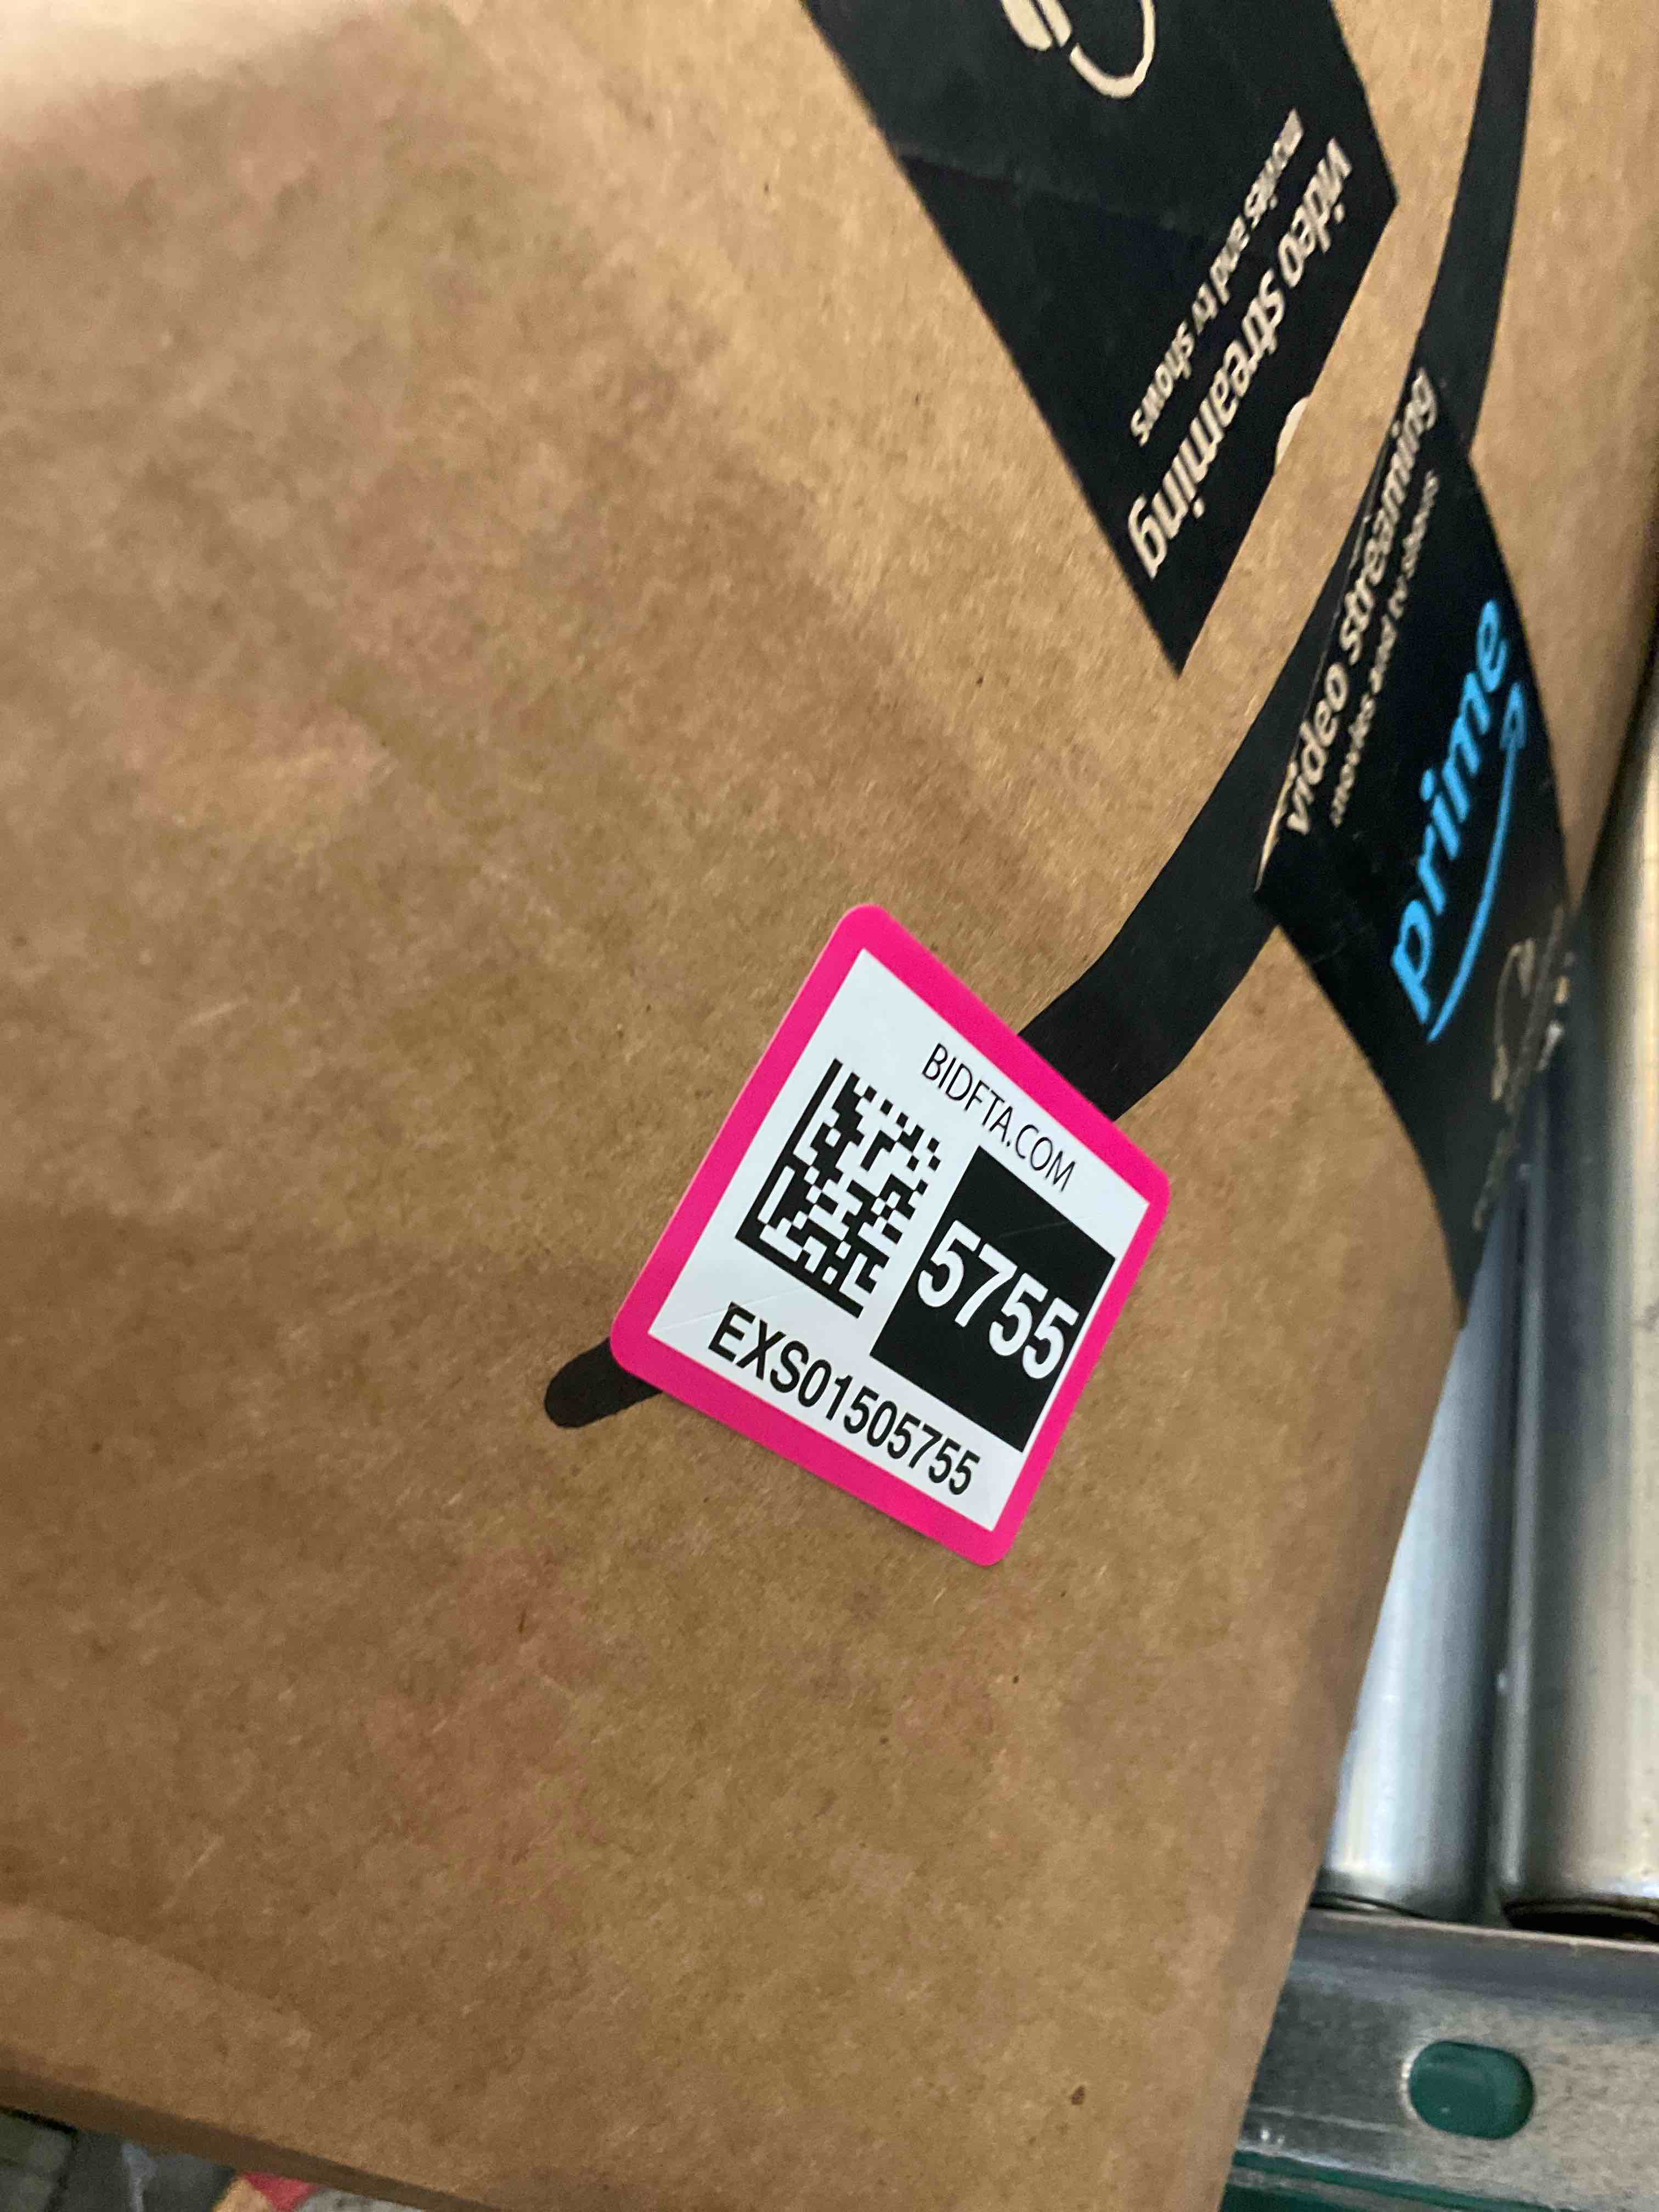 video streaming
movies and tv shows
video streaming
movies and tv shows
prime
BIDFTA.COM
5755
EXS01505755